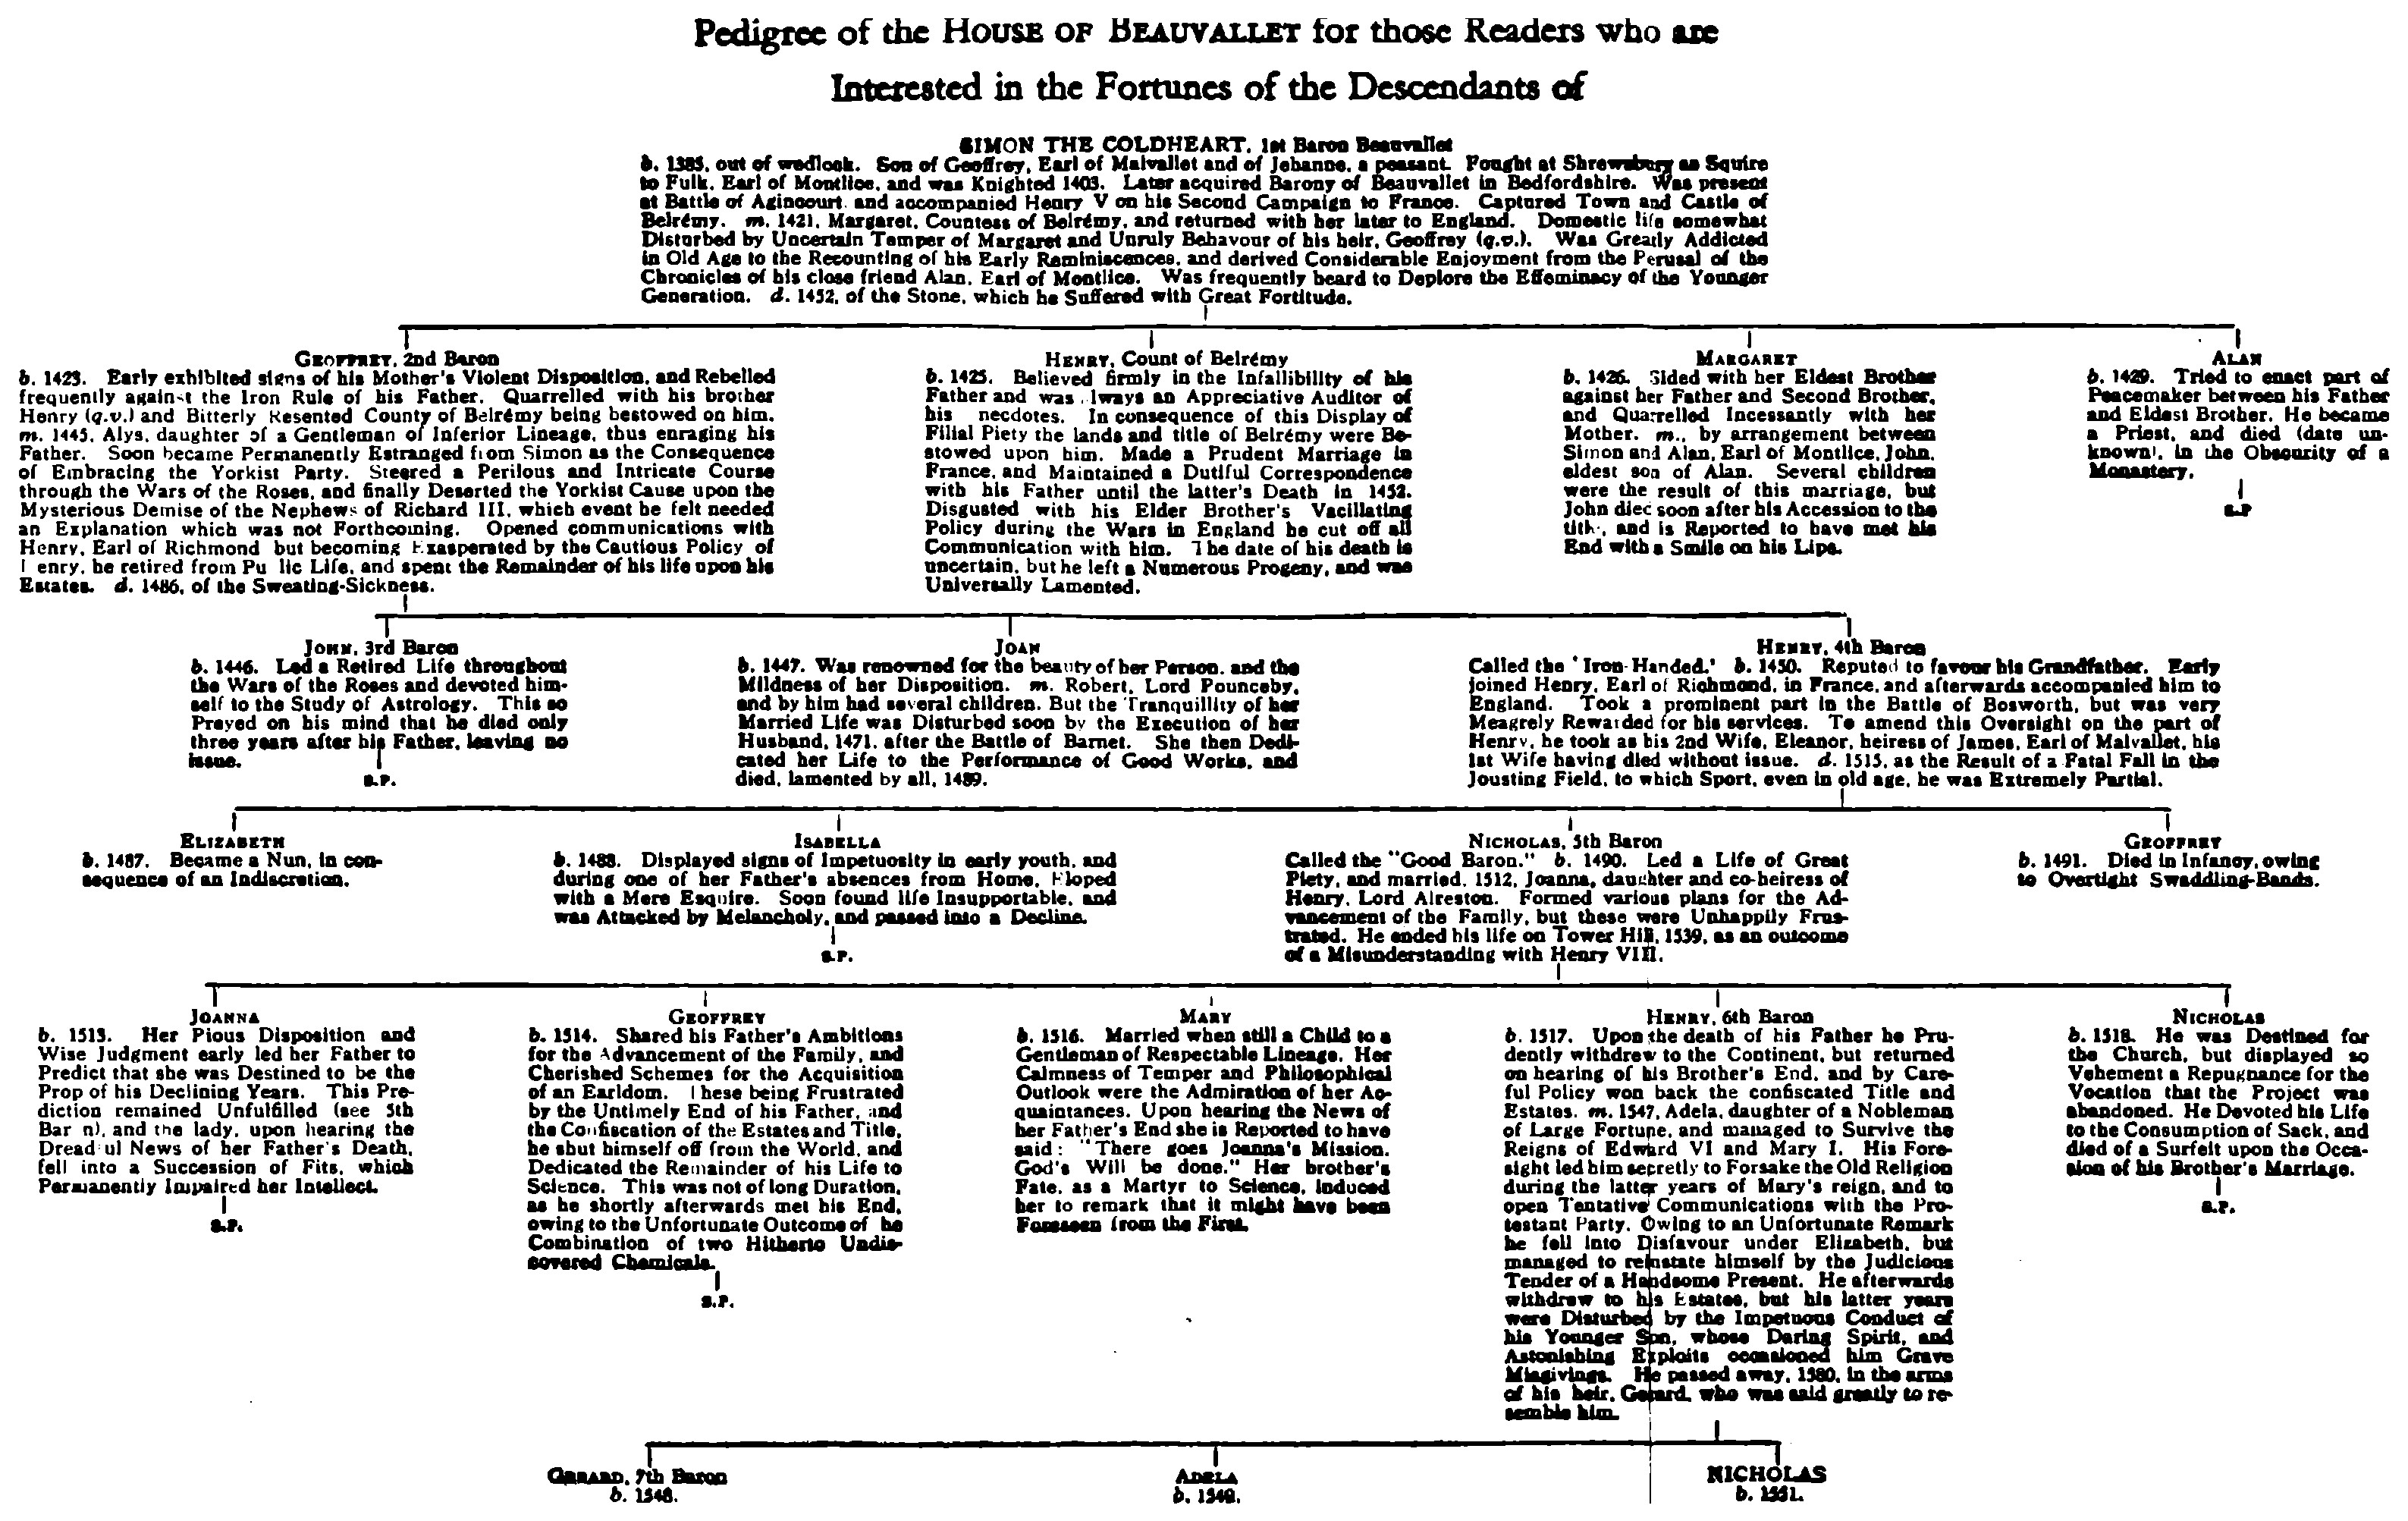 Pedigree of the HOUSE OF BEAUVALLET for those Readers who are
Interested in the Fortunes of the Descendants of
SIMON THE COLDHEART, 1st Baron Beauvallet
b. 1385, out of wedlock. Son of Geoffrey, Earl of Malvallet and of Jehanne, a peasant. Fought at Shrewsbury as Squire
to Fulk, Earl of Montlice, and was Knighted 1403. Later acquired Barony of Beauvallet in Bedfordshire. Was present
at Battle of Agincourt and accompanied Henry V on his Second Campaign to France. Captured Town and Castle of
Belrémy. m. 1421, Margaret, Countess of Belrémy, and returned with her later to England. Domestic life somewhat
Disturbed by Uncertain Temper of Margaret and Unruly Behavour of his heir, Geoffrey (q.v.). Was Greatly Addicted
in Old Age to the Recounting of his Early Reminiscences, and derived Considerable Enjoyment from the Perusal of the
Chronicles of his close friend Alan, Earl of Montlice. Was frequently heard to Deplore the Effeminacy of the Younger
Generation. d. 1452, of the Stone, which he Suffered with Great Fortitude.
GEOFFREY, 2nd Baron
b. 1423. Early exhibited signs of his Mother's Violent Disposition, and Rebelled
frequently against the Iron Rule of his Father. Quarrelled with his brother
Henry (q.v.) and Bitterly Resented County of Belrémy being bestowed on him.
m. 1445, Alys, daughter of a Gentleman of Inferior Lineage, thus enraging his
Father. Soon became Permanently Estranged from Simon as the Consequence
of Embracing the Yorkist Party. Steered a Perilous and Intricate Course
through the Wars of the Roses, and finally Deserted the Yorkist Cause upon the
Mysterious Demise of the Nephews of Richard III, which event he felt needed
an Explanation which was not Forthcoming. Opened communications with
Henry, Earl of Richmond but becoming Exasperated by the Cautious Policy of
Henry, he retired from Public Life, and spent the Remainder of his life upon his
Estates. d. 1486, of the Sweating-Sickness.
HENRY, Count of Belrémy
b. 1425. Believed firmly in the Infallibility of his
Father and was always an Appreciative Auditor of
his necdotes. In consequence of this Display of
Filial Piety the lands and title of Belrémy were Be-
stowed upon him. Made a Prudent Marriage in
France, and Maintained a Dutiful Correspondence
with his Father until the latter's Death in 1452.
Disgusted with his Elder Brother's Vacillating
Policy during the Wars in England he cut off all
Communication with him. The date of his death is
uncertain, but he left a Numerous Progeny, and was
Universally Lamented.
MARGARET
b. 1426. Sided with her Eldest Brother
against her Father and Second Brother,
and Quarrelled Incessantly with her
Mother. m., by arrangement between
Simon and Alan, Earl of Montlice, John,
eldest son of Alan. Several children
were the result of this marriage, but
John died soon after his Accession to the
title, and is Reported to have met his
End with a Smile on his Lips.
ALAN
b. 1429. Tried to enact part of
Peacemaker between his Father
and Eldest Brother. He became
a Priest, and died (date un-
known), in the Obscurity of a
Monastery.
S.P
JOHN, 3rd Baron
b. 1446. Led a Retired Life throughout
the Wars of the Roses and devoted him-
self to the Study of Astrology. This so
Preyed on his mind that he died only
three years after his Father, leaving no
issue.
S.P.
JOAN
b. 1447. Was renowned for the beauty of her Person, and the
Mildness of her Disposition. m. Robert, Lord Pounceby,
and by him had several children. But the Tranquillity of her
Married Life was Disturbed soon by the Execution of her
Husband, 1471, after the Battle of Barnet. She then Dedi-
cated her Life to the Performance of Good Works, and
died, lamented by all, 1489.
HENRY, 4th Baron
Called the 'Iron-Handed.' b. 1450. Reputed to favour his Grandfather. Early
joined Henry, Earl of Richmond, in France, and afterwards accompanied him to
England. Took a prominent part in the Battle of Bosworth, but was very
Meagrely Rewarded for his services. To amend this Oversight on the part of
Henry, he took as his 2nd Wife, Eleanor, heiress of James, Earl of Malvallet, his
1st Wife having died without issue. d. 1515, as the Result of a Fatal Fall in the
Jousting Field, to which Sport, even in old age, he was Extremely Partial.
ELIZABETH
b. 1487. Became a Nun, in con-
sequence of an Indiscretion.
ISABELLA
b. 1488. Displayed signs of Impetuosity in early youth, and
during one of her Father's absences from Home, Eloped
with a Mere Esquire. Soon found life Insupportable, and
was Attacked by Melancholy, and passed into a Decline.
S.P.
NICHOLAS, 5th Baron
Called the "Good Baron." b. 1490. Led a Life of Great
Piety, and married, 1512, Joanna, daughter and co-heiress of
Henry, Lord Alreston. Formed various plans for the Ad-
vancement of the Family, but these were Unhappily Frus-
trated. He ended his life on Tower Hill, 1539, as an outcome
of a Misunderstanding with Henry VIII.
GEOFFREY
b. 1491. Died in Infancy, owing
to Overtight Swaddling-Bands.
JOANNA
b. 1513. Her Pious Disposition and
Wise Judgment early led her Father to
Predict that she was Destined to be the
Prop of his Declining Years. This Pre-
diction remained Unfulfilled (see 5th
Bar n), and the lady, upon hearing the
Dreadful News of her Father's Death,
fell into a Succession of Fits, which
Permanently Impaired her Intellect.
S.P.
GEOFFREY
b. 1514. Shared his Father's Ambitions
for the Advancement of the Family, and
Cherished Schemes for the Acquisition
of an Earldom. These being Frustrated
by the Untimely End of his Father, and
the Confiscation of the Estates and Title,
he shut himself off from the World, and
Dedicated the Remainder of his Life to
Science. This was not of long Duration,
as he shortly afterwards met his End,
owing to the Unfortunate Outcome of he
Combination of two Hitherto Undis-
covered Chemicals.
S.P.
MARY
b. 1516. Married when still a Child to a
Gentleman of Respectable Lineage. Her
Calmness of Temper and Philosophical
Outlook were the Admiration of her Ac-
quaintances. Upon hearing the News of
her Father's End she is Reported to have
said: "There goes Joanna's Mission.
God's Will be done." Her brother's
Fate, as a Martyr to Science, induced
her to remark that it might have been
Foreseen from the First.
HENRY, 6th Baron
b. 1517. Upon the death of his Father he Pru-
dently withdrew to the Continent, but returned
on hearing of his Brother's End, and by Care-
ful Policy won back the confiscated Title and
Estates. m. 1547, Adela, daughter of a Nobleman
of Large Fortune, and managed to Survive the
Reigns of Edward VI and Mary I. His Fore-
sight led him secretly to Forsake the Old Religion
during the latter years of Mary's reign, and to
open Tentative Communications with the Pro-
testant Party. Owing to an Unfortunate Remark
he fell into Disfavour under Elizabeth, but
managed to reinstate himself by the Judicious
Tender of a Handsome Present. He afterwards
withdrew to his Estates, but his latter years
were Disturbed by the Impetuous Conduct of
his Younger Son, whose Daring Spirit, and
Astonishing Exploits occasioned him Grave
Misgivings. He passed away, 1580, in the arms
of his heir, Gerard, who was said greatly to re-
semble him.
NICHOLAS
b. 1518. He was Destined for
the Church, but displayed so
Vehement a Repugnance for the
Vocation that the Project was
abandoned. He Devoted his Life
to the Consumption of Sack, and
died of a Surfeit upon the Occa-
sion of his Brother's Marriage.
S.P.
GERARD, 7th Baron
b. 1548.
ADELA
b. 1549.
NICHOLAS
b. 1551.